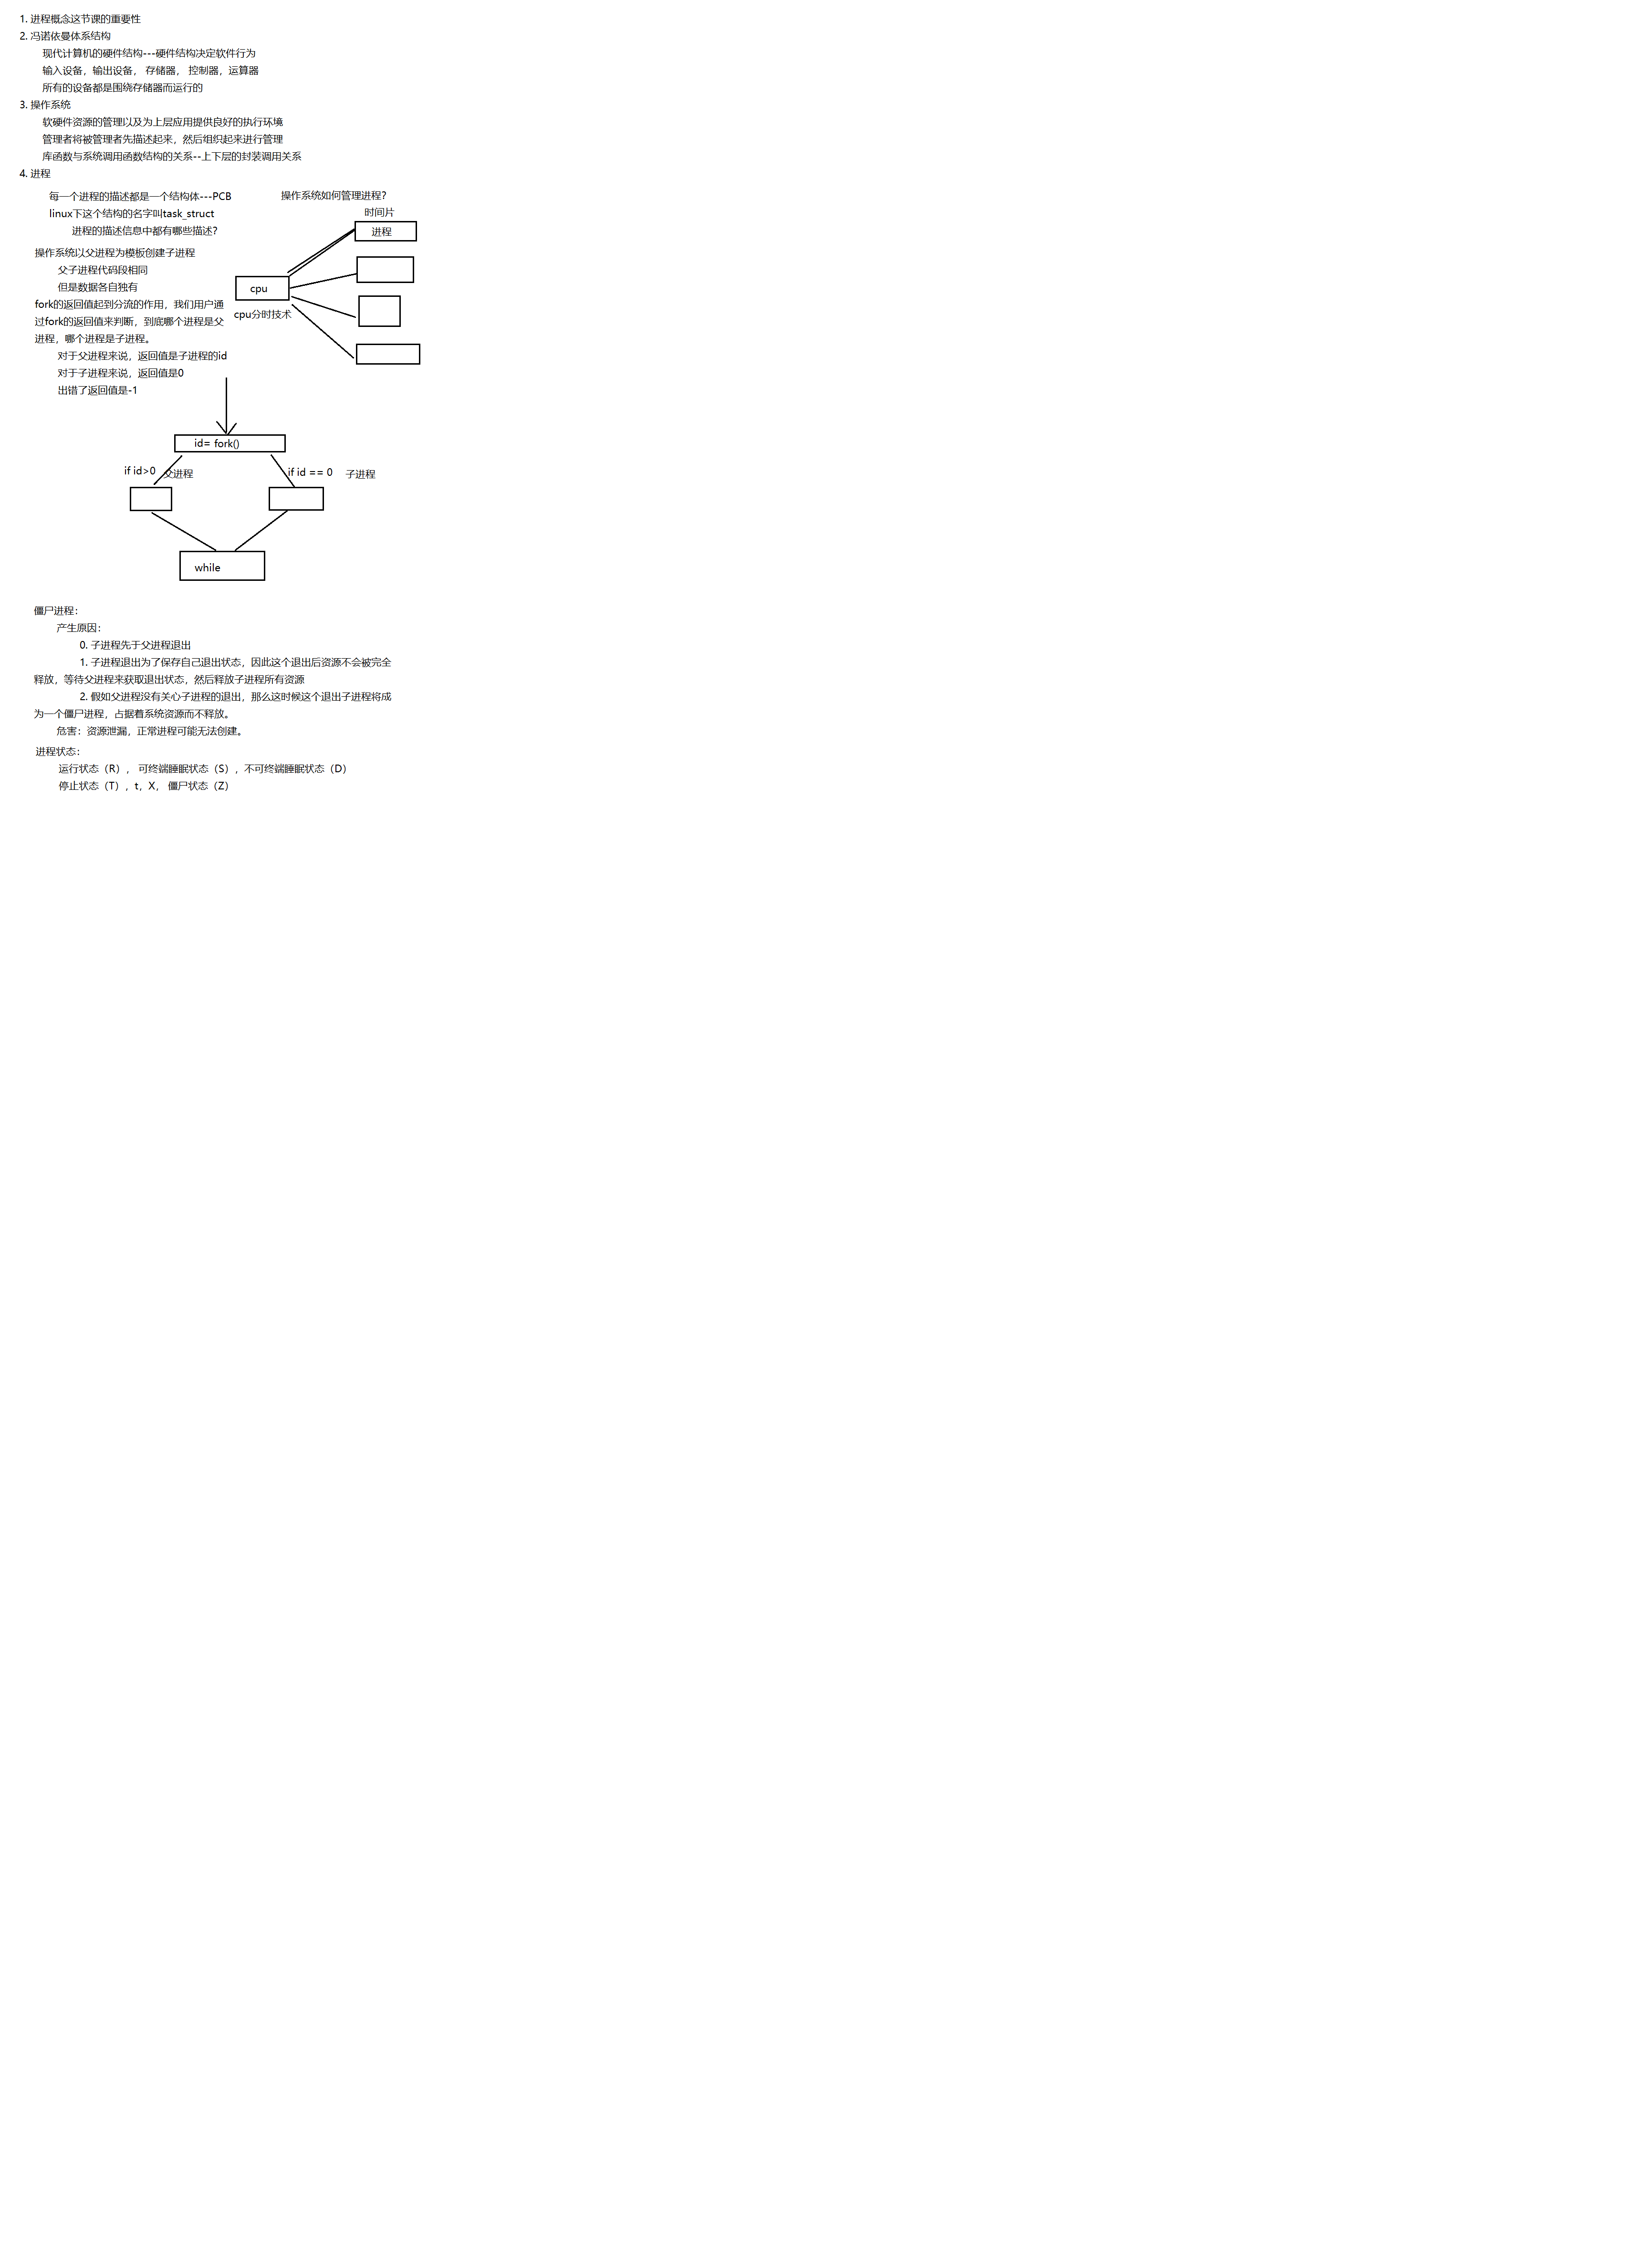 1. 进程概念这节课的重要性
2. 冯诺依曼体系结构
现代计算机的硬件结构---硬件结构决定软件行为
输入设备，输出设备， 存储器， 控制器，运算器
所有的设备都是围绕存储器而运行的
3. 操作系统
软硬件资源的管理以及为上层应用提供良好的执行环境
管理者将被管理者先描述起来，然后组织起来进行管理
库函数与系统调用函数结构的关系--上下层的封装调用关系
4. 进程
每一个进程的描述都是一个结构体---PCB
linux下这个结构的名字叫task_struct
进程的描述信息中都有哪些描述？
操作系统如何管理进程？
时间片
进程
cpu
cpu分时技术
操作系统以父进程为模板创建子进程
父子进程代码段相同
但是数据各自独有
fork的返回值起到分流的作用，我们用户通
过fork的返回值来判断，到底哪个进程是父
进程，哪个进程是子进程。
对于父进程来说，返回值是子进程的id
对于子进程来说，返回值是0
出错了返回值是-1
id= fork()
if id>0 父进程
if id == 0 子进程
while
僵尸进程：
产生原因：
0. 子进程先于父进程退出
1. 子进程退出为了保存自己退出状态，因此这个退出后资源不会被完全
释放，等待父进程来获取退出状态，然后释放子进程所有资源
2. 假如父进程没有关心子进程的退出，那么这时候这个退出子进程将成
为一个僵尸进程，占据着系统资源而不释放。
危害：资源泄漏，正常进程可能无法创建。
进程状态：
运行状态（R）， 可终端睡眠状态（S），不可终端睡眠状态（D）
停止状态（T），t，X， 僵尸状态（Z）